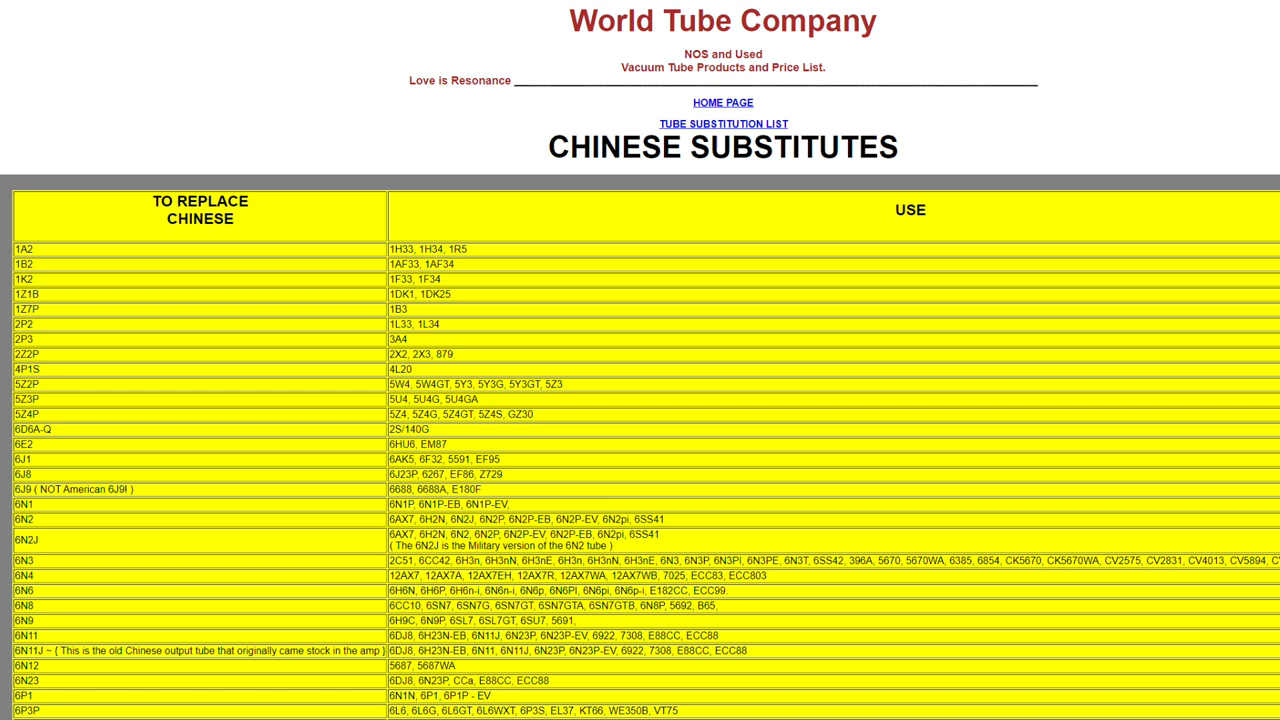 World Tube Company
NOS and Used
Vacuum Tube Products and Price List.
Love is Resonance
HOME PAGE
TUBE SUBSTITUTION LIST
CHINESE SUBSTITUTES
TO REPLACE
CHINESE
USE
1A2 1H33, 1H34, 1R5
1B2 1AF33, 1AF34
1K2 1F33, 1F34
1Z1B 1DK1, 1DK25
1Z7P 1B3
2P2 1L33, 1L34
2P3 3A4
2Z2P 2X2, 2X3, 879
4P1S 4L20
5Z2P 5W4, 5W4GT, 5Y3, 5Y3G, 5Y3GT, 5Z3
5Z3P 5U4, 5U4G, 5U4GA
5Z4P 5Z4, 5Z4G, 5Z4GT, 5Z4S, GZ30
6D6A-Q 2S/140G
6E2 6HU6, EM87
6J1 6AK5, 6F32, 5591, EF95
6J8 6J23P, 6267, EF86, Z729
6J9 ( NOT American 6J9! ) 6688, 6688A, E180F
6N1 6N1P, 6N1P-EB, 6N1P-EV,
6N2 6AX7, 6H2N, 6N2J, 6N2P, 6N2P-EB, 6N2P-EV, 6N2pi, 6SS41
6N2J 6AX7, 6H2N, 6N2, 6N2P, 6N2P-EV, 6N2P-EB, 6N2pi, 6SS41
( The 6N2J is the Military version of the 6N2 tube )
6N3 2C51, 6CC42, 6H3n, 6H3nN, 6H3nE, 6H3n, 6H3nN, 6H3nE, 6N3, 6N3P, 6N3PI, 6N3PE, 6N3T, 6SS42, 396A, 5670, 5670WA, 6385, 6854, CK5670, CK5670WA, CV2575, CV2831, CV4013, CV5894,
6N4 12AX7, 12AX7A, 12AX7EH, 12AX7R, 12AX7WA, 12AX7WB, 7025, ECC83, ECC803
6N6 6H6N, 6H6P, 6H6n-i, 6N6n-i, 6N6p, 6N6PI, 6N6pi, 6N6p-i, E182CC, ECC99.
6N8 6CC10, 6SN7, 6SN7G, 6SN7GT, 6SN7GTA, 6SN7GTB, 6N8P, 5692, B65,
6N9 6H9C, 6N9P, 6SL7, 6SL7GT, 6SU7, 5691,
6N11 6DJ8, 6H23N-EB, 6N11J, 6N23P, 6N23P-EV, 6922, 7308, E88CC, ECC88
6N11J ~ { This is the old Chinese output tube that originally came stock in the amp } 6DJ8, 6H23N-EB, 6N11, 6N11J, 6N23P, 6N23P-EV, 6922, 7308, E88CC, ECC88
6N12 5687, 5687WA
6N23 6DJ8, 6N23P, CCa, E88CC, ECC88
6P1 6N1N, 6P1, 6P1P - EV
6P3P 6L6, 6L6G, 6L6GT, 6L6WXT, 6P3S, EL37, KT66, WE350B, VT75